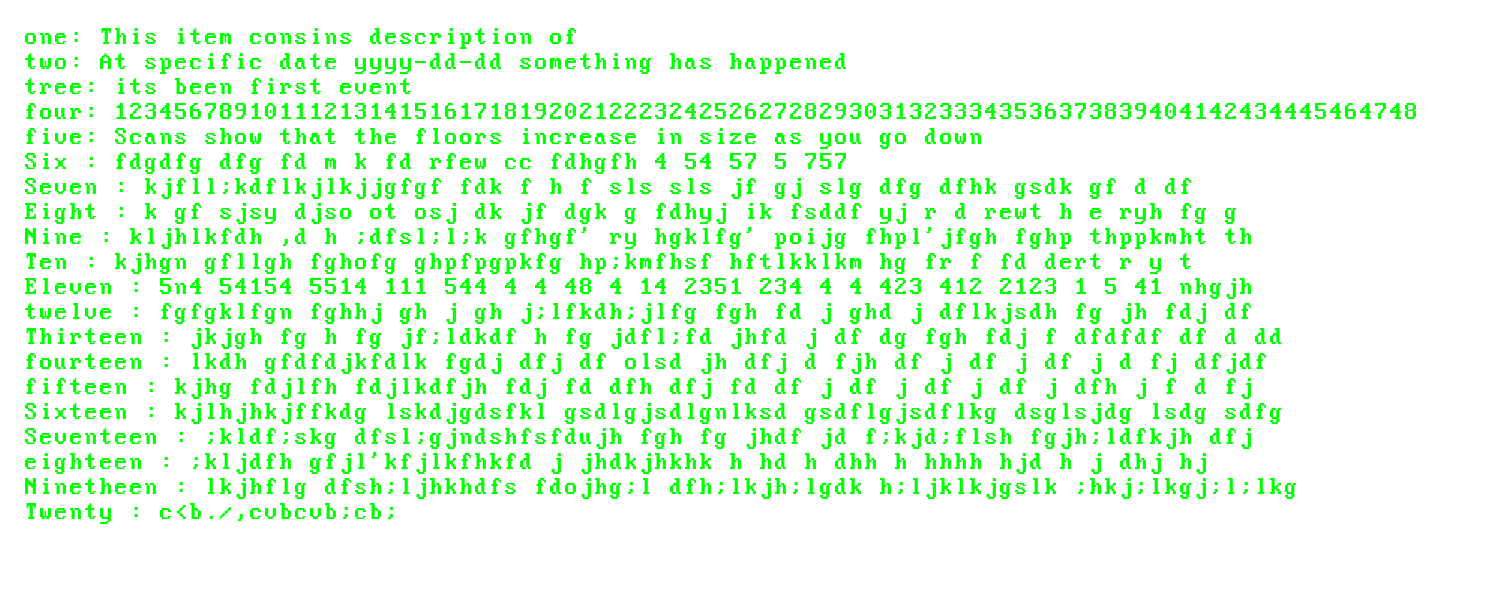 one: This item consins description of
two: At specific date yyyy-dd-dd something has happened
tree: its been first event
four: 123456789101112131415161718192021222324252627282930313233343536373839404142434445464748
five: Scans show that the floors increase in size as you go down
Six : fdgdfg dfg fd m k fd rfew cc fdhgfh 4 54 57 5 757
Seven : kjfll;kdflkjlkjjgfgf fdk f h f sls sls jf gj slg dfg dfhk gsdk gf d df
Eight : k gf sjsy djso ot osj dk jf dgk g fdhyj ik fsddf yj r d rewt h e ryh fg g
Nine : kljhlkfdh ,d h ;dfsl;l;k gfhgf' ry hgklfg' poijg fhpl'jfgh fghp thppkmht th
Ten : kjhgn gfllgh fghofg ghpfpgpkfg hp;kmfhsf hftlkklkm hg fr f fd dert r y t
Eleven : 5n4 54154 5514 111 544 4 4 48 4 14 2351 234 4 4 423 412 2123 1 5 41 nhgjh
twelve : fgfgklfgn fghhj gh j gh j;lfkdh;jlfg fgh fd j ghd j dflkjsdh fg jh fdj df
Thirteen : jkjgh fg h fg jf;ldkdf h fg jdfl;fd jhfd j df dg fgh fdj f dfdfdf df d dd
fourteen : lkdh gfdfdjkfdlk fgdj dfj df olsd jh dfj d fjh df j df j df j d fj dfjdf
fifteen : kjhg fdjlfh fdjlkdfjh fdj fd dfh dfj fd df j df j df j df j dfh j f d fj
Sixteen : kjlhjhkjffkdg lskdjgdsfkl gsdlgjsdlgnlksd gsdflgjsdflkg dsglsjdg lsdg sdfg
Seventeen : ;kldf;skg dfsl;gjndshfsfdujh fgh fg jhdf jd f;kjd;flsh fgjh;ldfkjh dfj
eighteen : ;kljdfh gfjl'kfjlkfhkfd j jhdkjhkhk h hd h dhh h hhhh hjd h j dhj hj
Ninetheen : lkjhflg dfsh;ljhkhdfs fdojhg;l dfh;lkjh;lgdk h;ljklkjgslk ;hkj;lkgj;l;lkg
Twenty : c<b./,cvbcvb;cb;